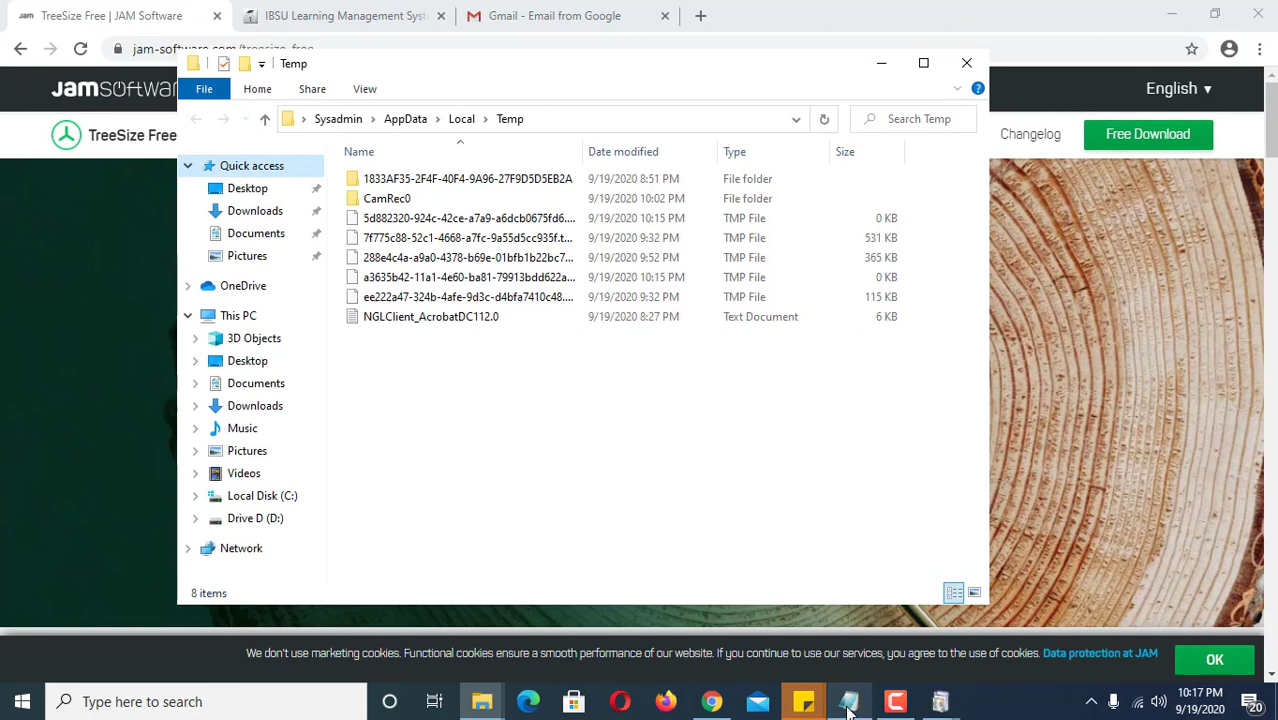 TreeSize Free | JAM Software
IBSU Learning Management Syst
Gmail - Email from Google
jam-software.com/treesize_free
Temp
JAMSOFTWA
English ▼
File Home Share View
TreeSize Free
Sysadmin > AppData > Local > Temp
Search Temp
Changelog
Free Download
Name Date modified Type Size
Quick access
Desktop
Downloads
Documents
Pictures
OneDrive
This PC
3D Objects
Desktop
Documents
Downloads
Music
Pictures
Videos
Local Disk (C:)
Drive D (D:)
Network
1833AF35-2F4F-40F4-9A96-27F9D5D5EB2A 9/19/2020 8:51 PM File folder
CamRec0 9/19/2020 10:02 PM File folder
5d882320-924c-42ce-a7a9-a6dcb0675fd6.... 9/19/2020 10:15 PM TMP File 0 KB
7f775c88-52c1-4668-a7fc-9a55d5cc935f.t... 9/19/2020 9:32 PM TMP File 531 KB
288e4c4a-a9a0-4378-b69e-01bfb1b22bc7... 9/19/2020 9:52 PM TMP File 365 KB
a3635b42-11a1-4e60-ba81-79913bdd622a... 9/19/2020 10:15 PM TMP File 0 KB
ee222a47-324b-4afe-9d3c-d4bfa7410c48.... 9/19/2020 9:32 PM TMP File 115 KB
NGLClient_AcrobatDC112.0 9/19/2020 8:27 PM Text Document 6 KB
8 items
We don't use marketing cookies. Functional cookies ensure a smooth performance of our website. If you continue to use our services, you agree to the use of cookies. Data protection at JAM
OK
Type here to search
10:17 PM
9/19/2020
20